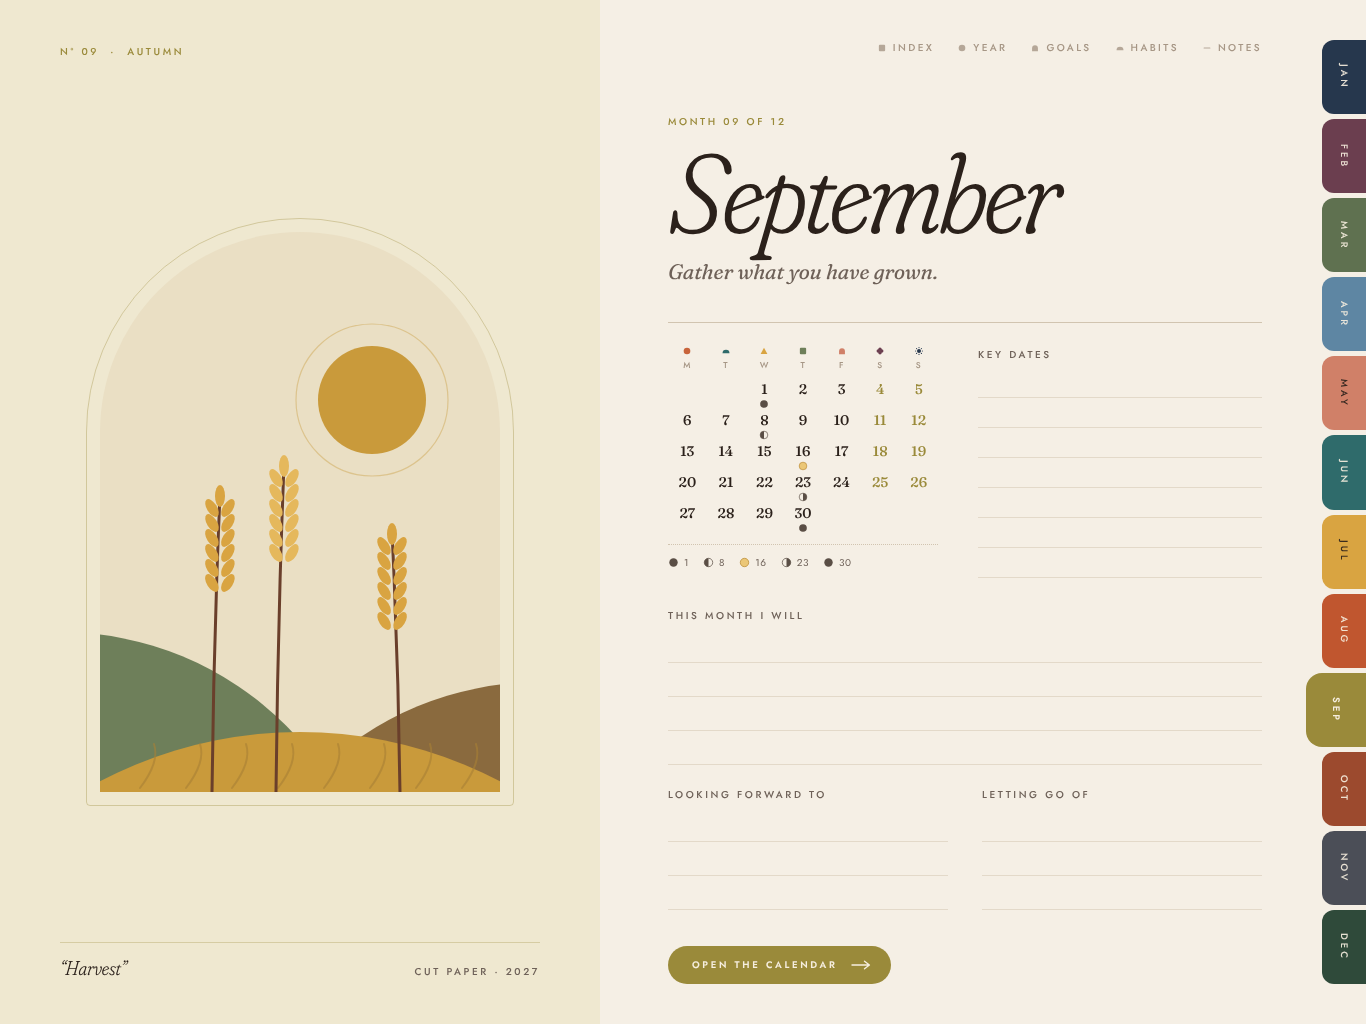 N° 09 · AUTUMN
“Harvest”
CUT PAPER · 2027
INDEX YEAR GOALS HABITS NOTES
MONTH 09 OF 12
September
Gather what you have grown.
M T W T F S S
1 2 3 4 5
6 7 8 9 10 11 12
13 14 15 16 17 18 19
20 21 22 23 24 25 26
27 28 29 30
1 8 16 23 30
KEY DATES
THIS MONTH I WILL
LOOKING FORWARD TO
LETTING GO OF
OPEN THE CALENDAR
JAN
FEB
MAR
APR
MAY
JUN
JUL
AUG
SEP
OCT
NOV
DEC